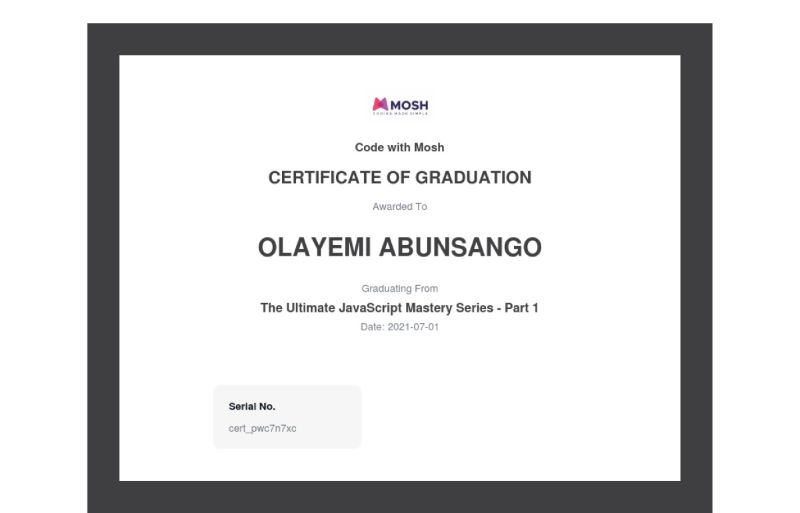 MOSH
CODING MADE SIMPLE
Code with Mosh
CERTIFICATE OF GRADUATION
Awarded To
OLAYEMI ABUNSANGO
Graduating From
The Ultimate JavaScript Mastery Series - Part 1
Date: 2021-07-01
Serial No.
cert_pwc7n7xc